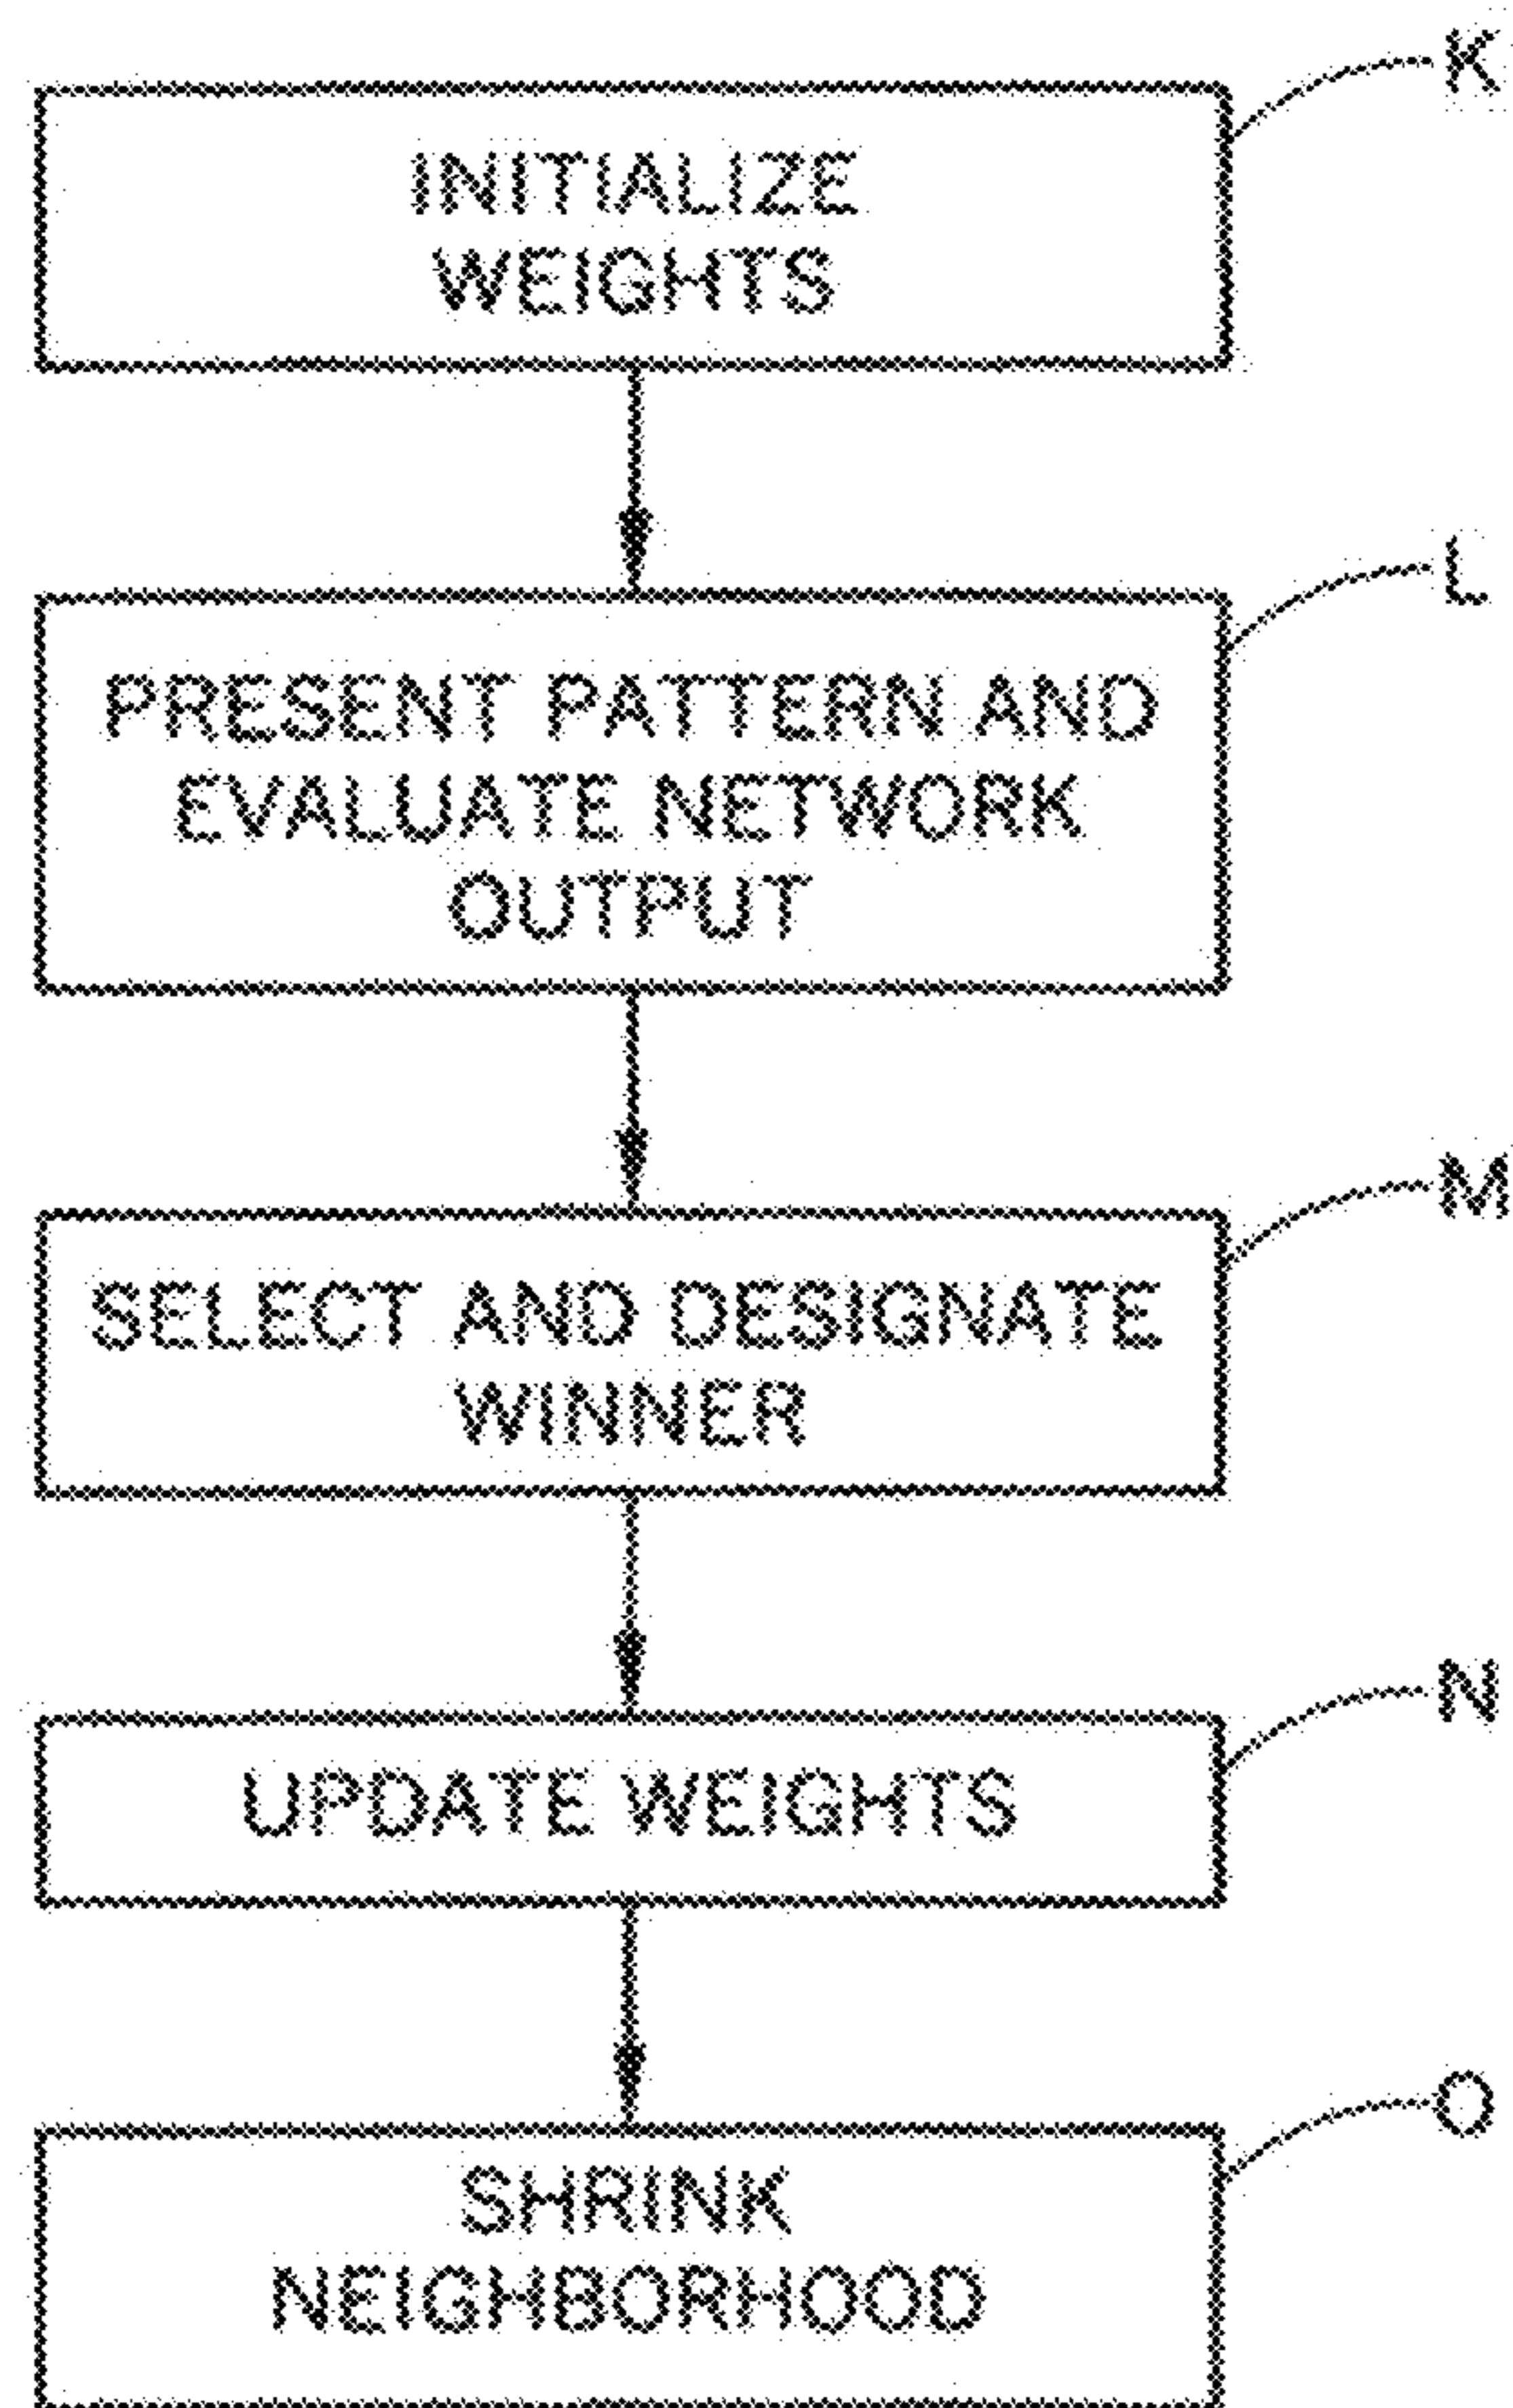 K
INITIALIZE
WEIGHTS
L
PRESENT PATTERN AND
EVALUATE NETWORK
OUTPUT
M
SELECT AND DESIGNATE
WINNER
N
UPDATE WEIGHTS
O
SHRINK
NEIGHBORHOOD